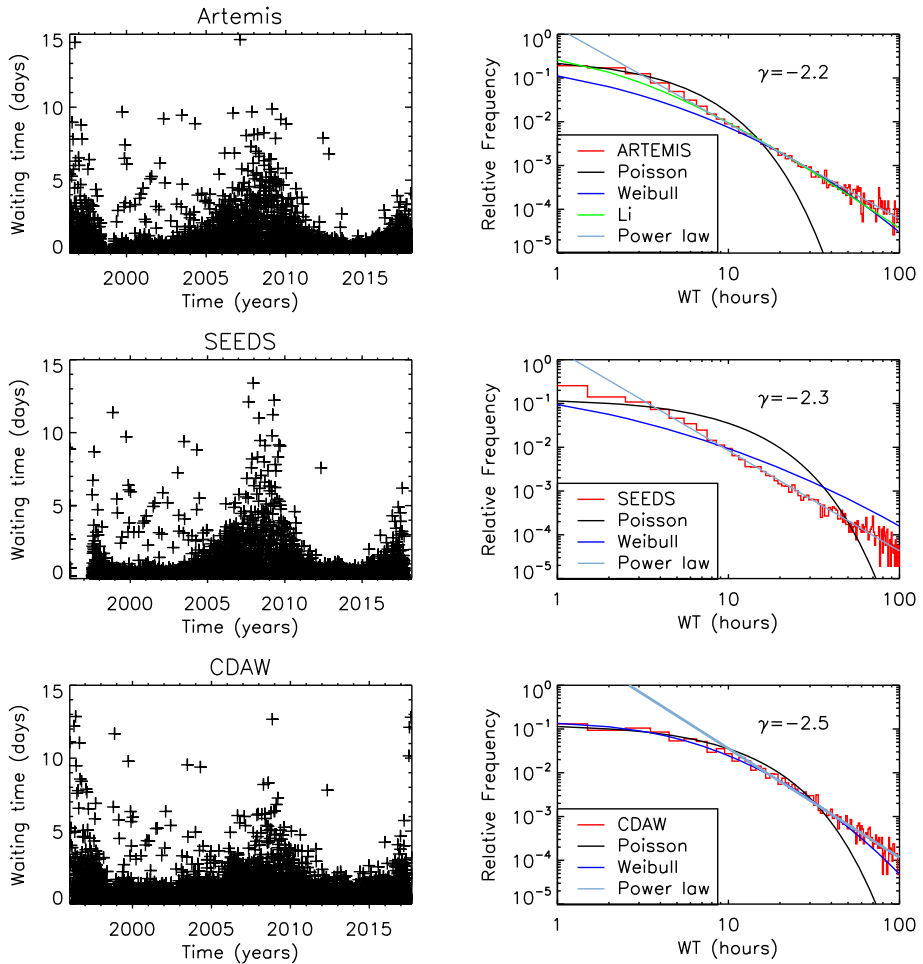 Artemis
Waiting time (days)
15
10
5
0
2000 2005 2010 2015
Time (years)
Relative Frequency
10^0
10^-1
10^-2
10^-3
10^-4
10^-5
γ=-2.2
ARTEMIS
Poisson
Weibull
Li
Power law
1 10 100
WT (hours)
SEEDS
Waiting time (days)
15
10
5
0
2000 2005 2010 2015
Time (years)
Relative Frequency
10^0
10^-1
10^-2
10^-3
10^-4
10^-5
γ=-2.3
SEEDS
Poisson
Weibull
Power law
1 10 100
WT (hours)
CDAW
Waiting time (days)
15
10
5
0
2000 2005 2010 2015
Time (years)
Relative Frequency
10^0
10^-1
10^-2
10^-3
10^-4
10^-5
γ=-2.5
CDAW
Poisson
Weibull
Power law
1 10 100
WT (hours)